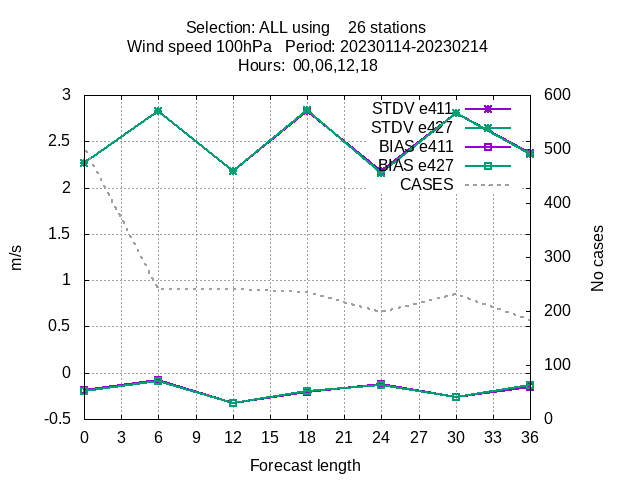 Selection: ALL using    26 stations
Wind speed 100hPa   Period: 20230114-20230214
Hours:  00,06,12,18
3
2.5
2
1.5
1
0.5
0
-0.5
m/s
600
500
400
300
200
100
0
No cases
STDV e411
STDV e427
BIAS e411
BIAS e427
CASES
0 3 6 9 12 15 18 21 24 27 30 33 36
Forecast length